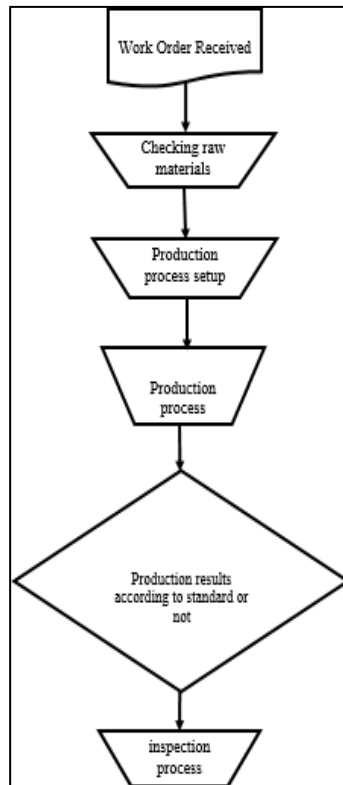 Work Order Received
Checking raw
materials
Production
process setup
Production
process
Production results
according to standard or
not
inspection
process